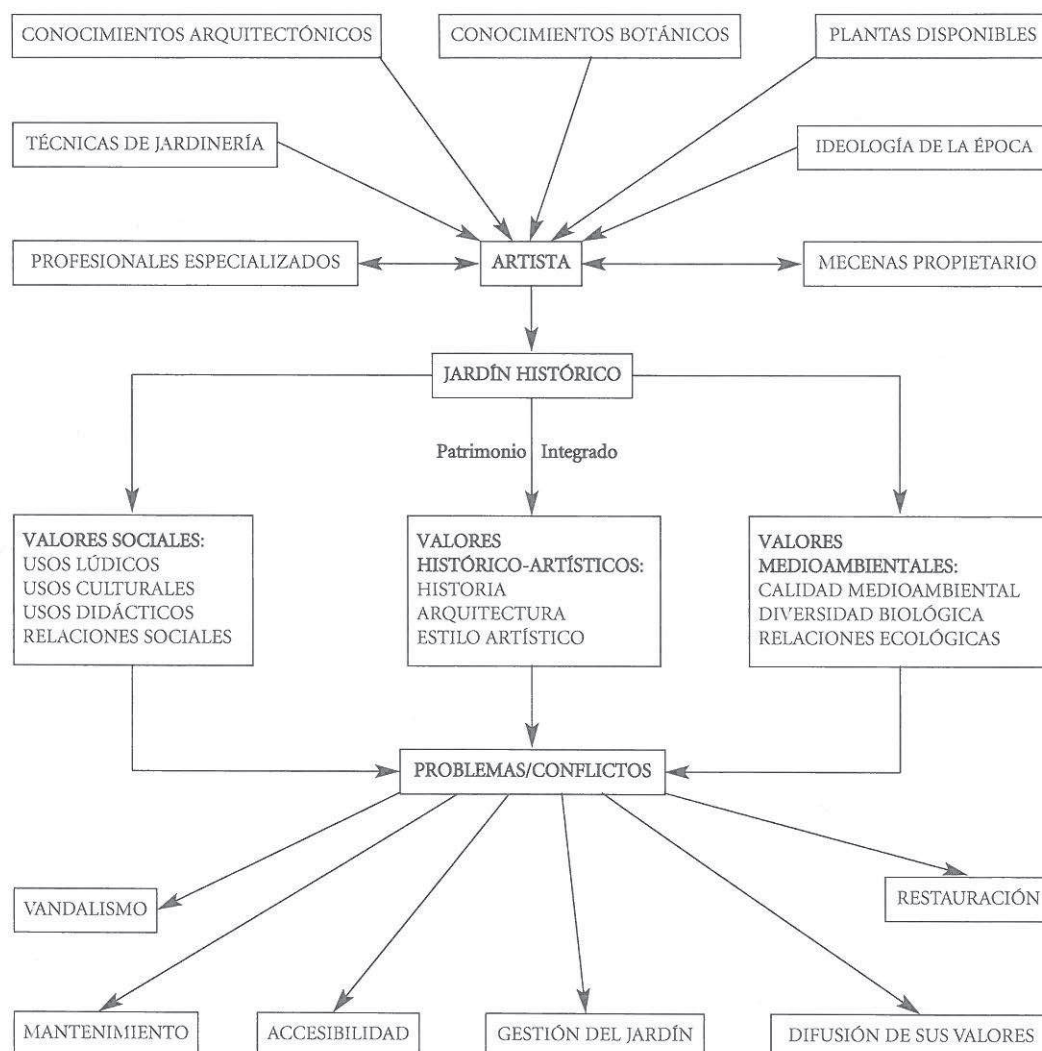 CONOCIMIENTOS ARQUITECTÓNICOS
CONOCIMIENTOS BOTÁNICOS
PLANTAS DISPONIBLES
TÉCNICAS DE JARDINERÍA
IDEOLOGÍA DE LA ÉPOCA
PROFESIONALES ESPECIALIZADOS
ARTISTA
MECENAS PROPIETARIO
JARDÍN HISTÓRICO
Patrimonio Integrado
VALORES SOCIALES:
USOS LÚDICOS
USOS CULTURALES
USOS DIDÁCTICOS
RELACIONES SOCIALES
VALORES
HISTÓRICO-ARTÍSTICOS:
HISTORIA
ARQUITECTURA
ESTILO ARTÍSTICO
VALORES
MEDIOAMBIENTALES:
CALIDAD MEDIOAMBIENTAL
DIVERSIDAD BIOLÓGICA
RELACIONES ECOLÓGICAS
PROBLEMAS/CONFLICTOS
VANDALISMO
RESTAURACIÓN
MANTENIMIENTO
ACCESIBILIDAD
GESTIÓN DEL JARDÍN
DIFUSIÓN DE SUS VALORES